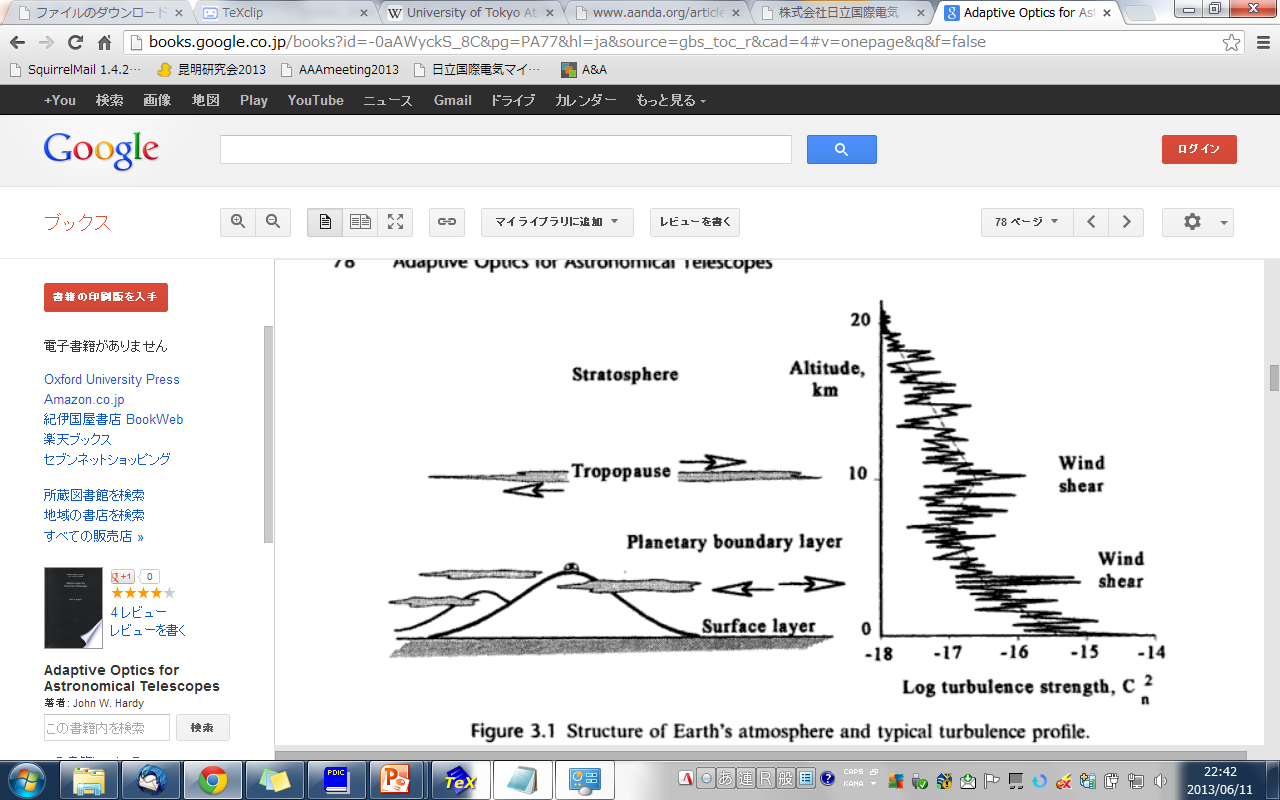 ファイルのダウンロード
TeXclip
University of Tokyo At
www.aanda.org/article
株式会社日立国際電気
Adaptive Optics for Ast
books.google.co.jp/books?id=-0aAWyckS_8C&pg=PA77&hl=ja&source=gbs_toc_r&cad=4#v=onepage&q&f=false
SquirrelMail 1.4.2…
昆明研究会2013
AAAmeeting2013
日立国際電気マイ…
A&A
+You 検索 画像 地図 Play YouTube ニュース Gmail ドライブ カレンダー もっと見る
Google
ログイン
ブックス
マイライブラリに追加
レビューを書く
78 ページ
書籍の印刷版を入手
電子書籍がありません
Oxford University Press
Amazon.co.jp
紀伊国屋書店 BookWeb
楽天ブックス
セブンネットショッピング
所蔵図書館を検索
地域の書店を検索
すべての販売店 »
+1 0
4 レビュー
レビューを書く
Adaptive Optics for
Astronomical Telescopes
著者: John W. Hardy
この書籍内を検索
検索
78 Adaptive Optics for Astronomical Telescopes
Stratosphere
Tropopause
Planetary boundary layer
Surface layer
Altitude,
km
20
10
0
Wind
shear
Wind
shear
-18 -17 -16 -15 -14
Log turbulence strength, C n 2
Figure 3.1 Structure of Earth's atmosphere and typical turbulence profile.
PDIC
TeX
A あ 連 R 般
CAPS
KANA
22:42
2013/06/11